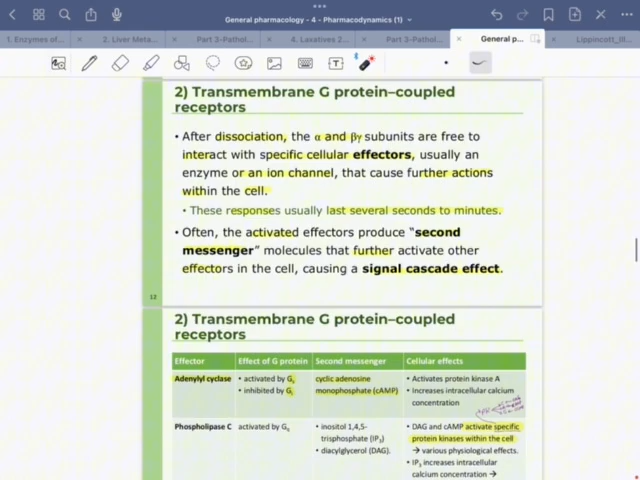 General pharmacology - 4 - Pharmacodynamics (1)
1. Enzymes of...
2. Liver Meta...
Part 3-Pathol...
4. Laxatives 2...
Part 3-Pathol...
General p...
Lippincott_Ill...
2) Transmembrane G protein–coupled
receptors
• After dissociation, the α and βγ subunits are free to
interact with specific cellular effectors, usually an
enzyme or an ion channel, that cause further actions
within the cell.
• These responses usually last several seconds to minutes.
• Often, the activated effectors produce “second
messenger” molecules that further activate other
effectors in the cell, causing a signal cascade effect.
12
2) Transmembrane G protein–coupled
receptors
Effector Effect of G protein Second messenger Cellular effects
Adenylyl cyclase
• activated by Gs
• inhibited by Gi
cyclic adenosine
monophosphate (cAMP)
• Activates protein kinase A
• Increases intracellular calcium
concentration
Phospholipase C
activated by Gq
• inositol 1,4,5-
trisphosphate (IP3)
• diacylglycerol (DAG).
• DAG and cAMP activate specific
protein kinases within the cell
→ various physiological effects.
• IP3 increases intracellular
calcium concentration →